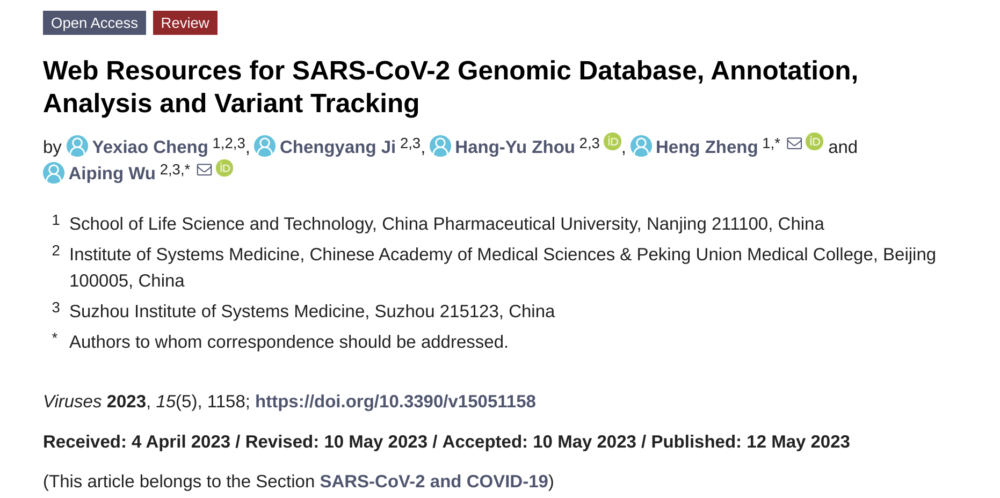 Open Access Review
Web Resources for SARS-CoV-2 Genomic Database, Annotation,
Analysis and Variant Tracking
by Yexiao Cheng 1,2,3, Chengyang Ji 2,3, Hang-Yu Zhou 2,3 iD, Heng Zheng 1,* iD and
Aiping Wu 2,3,* iD
1 School of Life Science and Technology, China Pharmaceutical University, Nanjing 211100, China
2 Institute of Systems Medicine, Chinese Academy of Medical Sciences & Peking Union Medical College, Beijing
100005, China
3 Suzhou Institute of Systems Medicine, Suzhou 215123, China
* Authors to whom correspondence should be addressed.
Viruses 2023, 15(5), 1158; https://doi.org/10.3390/v15051158
Received: 4 April 2023 / Revised: 10 May 2023 / Accepted: 10 May 2023 / Published: 12 May 2023
(This article belongs to the Section SARS-CoV-2 and COVID-19)